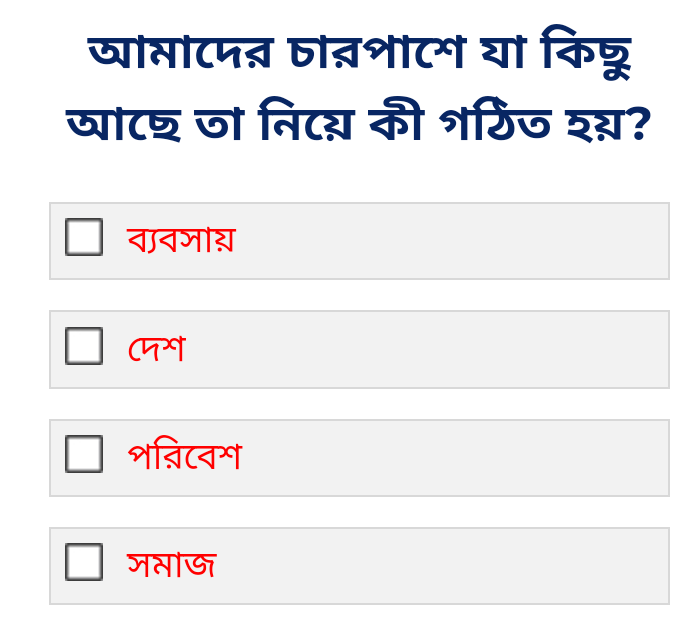 আমাদের চারপাশে যা কিছু
আছে তা নিয়ে কী গঠিত হয়?
ব্যবসায়
দেশ
পরিবেশ
সমাজ